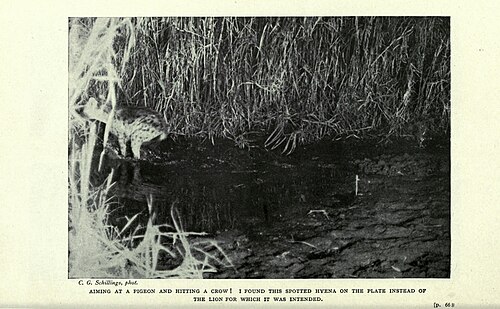 C. G. Schillings, phot.
AIMING AT A PIGEON AND HITTING A CROW! I FOUND THIS SPOTTED HYENA ON THE PLATE INSTEAD OF
THE LION FOR WHICH IT WAS INTENDED.
[p. 660